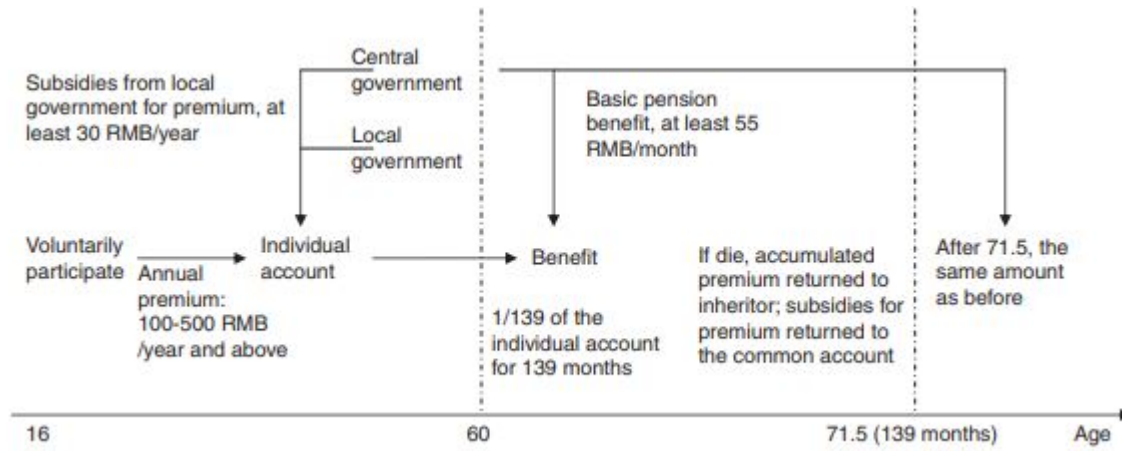 Subsidies from local
government for premium, at
least 30 RMB/year
Central
government
Local
government
Basic pension
benefit, at least 55
RMB/month
Voluntarily
participate
Annual
premium:
100-500 RMB
/year and above
Individual
account
Benefit
1/139 of the
individual account
for 139 months
If die, accumulated
premium returned to
inheritor; subsidies for
premium returned to
the common account
After 71.5, the
same amount
as before
16
60
71.5 (139 months)
Age